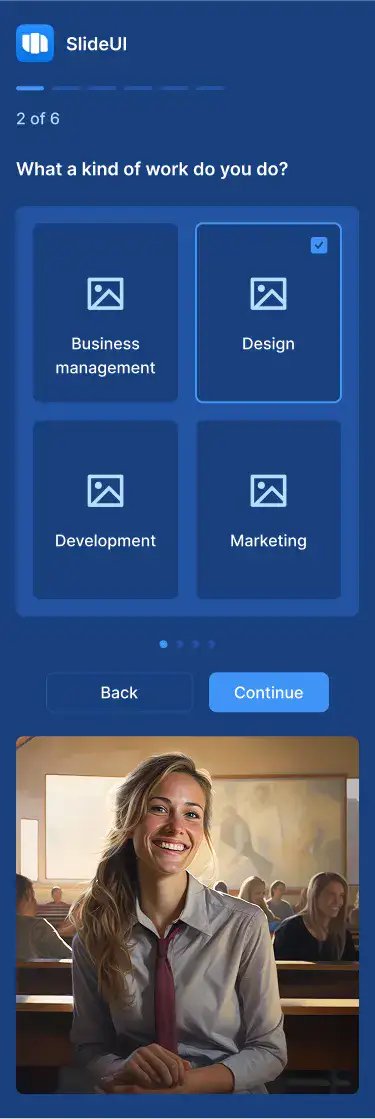 SlideUI
2 of 6
What a kind of work do you do?
Business
management
Design
Development
Marketing
Back
Continue